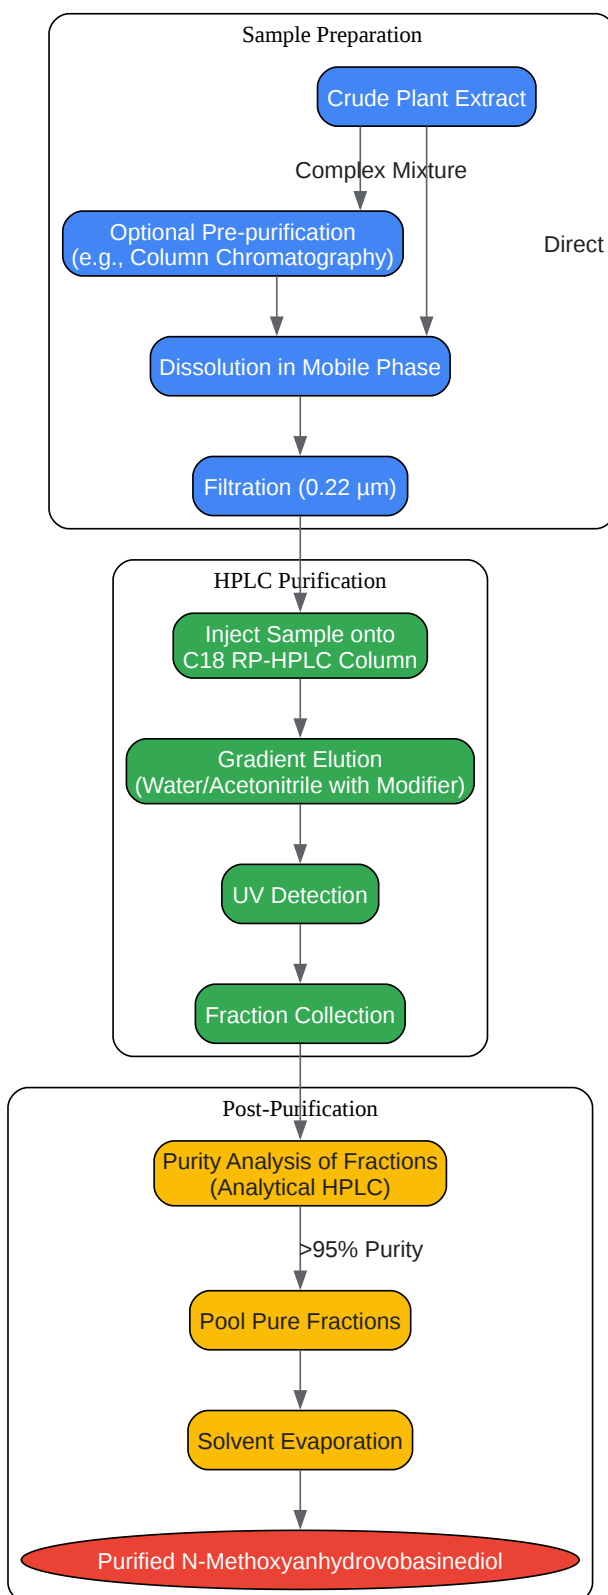 Sample Preparation
Crude Plant Extract
Complex Mixture
Optional Pre-purification
(e.g., Column Chromatography)
Direct
Dissolution in Mobile Phase
Filtration (0.22 µm)
HPLC Purification
Inject Sample onto
C18 RP-HPLC Column
Gradient Elution
(Water/Acetonitrile with Modifier)
UV Detection
Fraction Collection
Post-Purification
Purity Analysis of Fractions
(Analytical HPLC)
>95% Purity
Pool Pure Fractions
Solvent Evaporation
Purified N-Methoxyanhydrovobasinediol